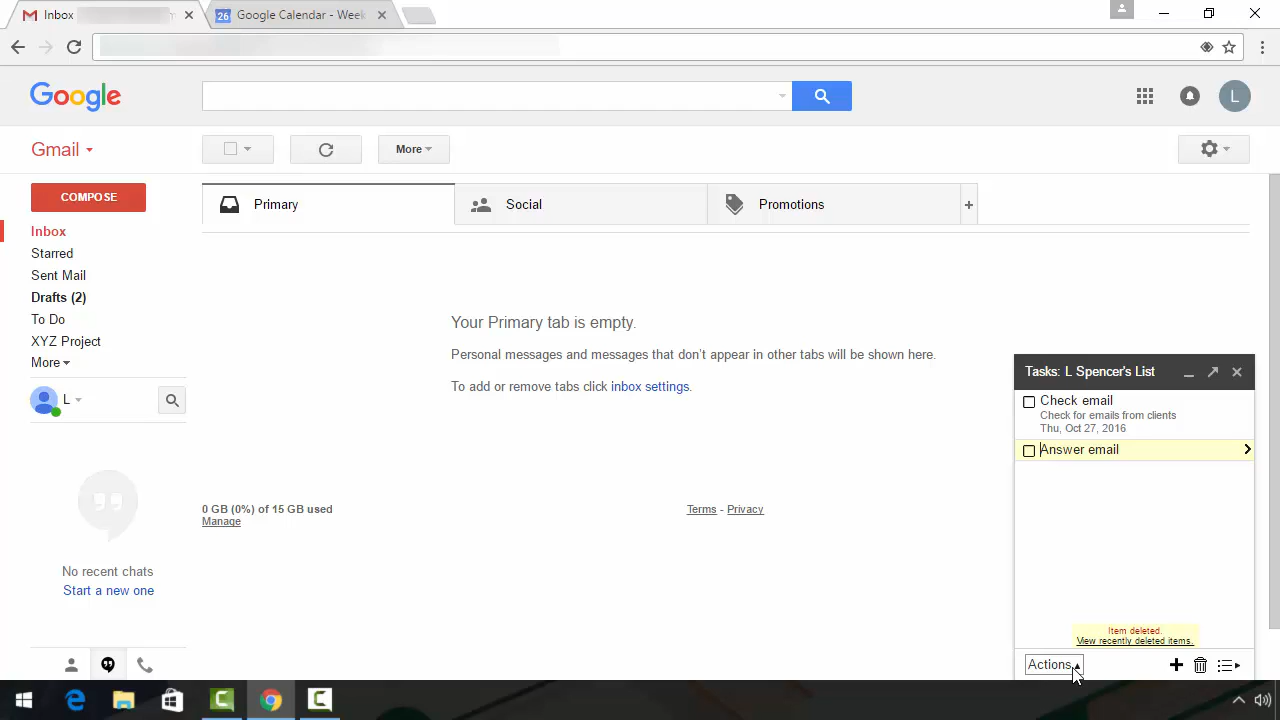 Inbox
26
Google Calendar - Week
Google
L
Gmail
More
COMPOSE
Primary
Social
Promotions
+
Inbox
Starred
Sent Mail
Drafts (2)
To Do
XYZ Project
More
L
Your Primary tab is empty.
Personal messages and messages that don't appear in other tabs will be shown here.
To add or remove tabs click inbox settings.
Tasks: L Spencer's List
Check email
Check for emails from clients
Thu, Oct 27, 2016
Answer email
0 GB (0%) of 15 GB used
Manage
Terms - Privacy
No recent chats
Start a new one
Item deleted.
View recently deleted items.
Actions